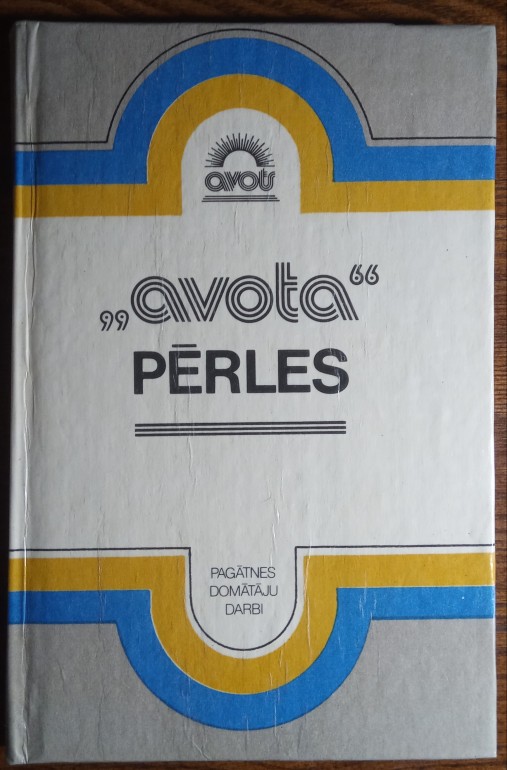 avots
„avota“
PĒRLES
PAGĀTNES
DOMĀTĀJU
DARBI